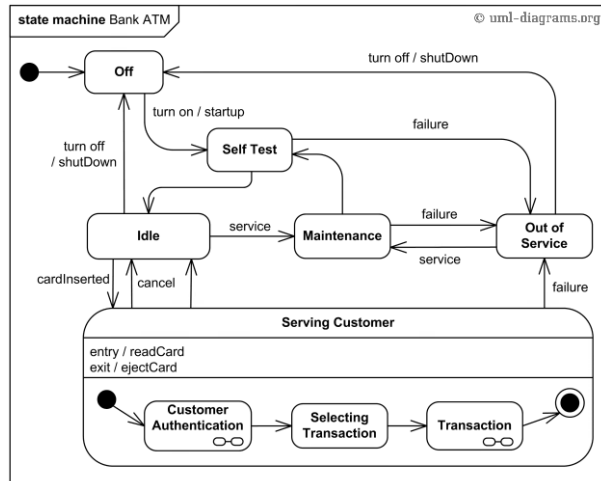 state machine Bank ATM
© uml-diagrams.org
Off
turn off / shutDown
turn on / startup
failure
turn off
/ shutDown
Self Test
Idle
service
Maintenance
failure
service
Out of
Service
cardInserted
cancel
failure
Serving Customer
entry / readCard
exit / ejectCard
Customer
Authentication
Selecting
Transaction
Transaction